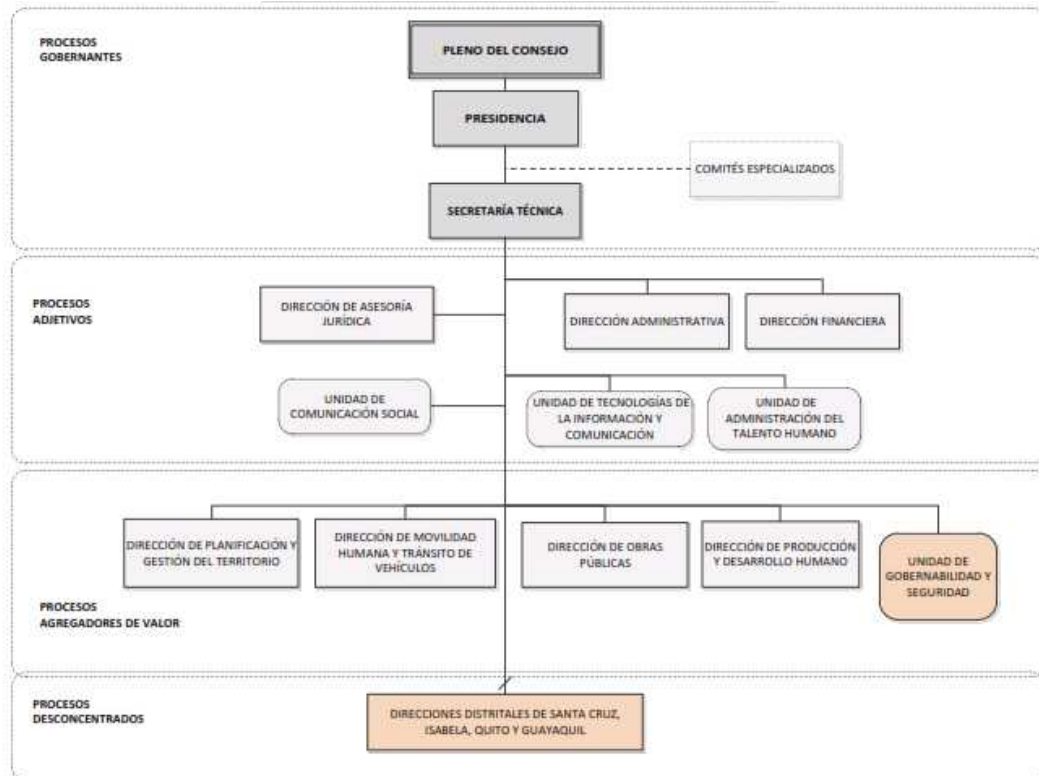 PROCESOS
GOBERNANTES
PLENO DEL CONSEJO
PRESIDENCIA
COMITÉS ESPECIALIZADOS
SECRETARÍA TÉCNICA
PROCESOS
ADJETIVOS
DIRECCIÓN DE ASESORÍA
JURÍDICA
DIRECCIÓN ADMINISTRATIVA
DIRECCIÓN FINANCIERA
UNIDAD DE
COMUNICACIÓN SOCIAL
UNIDAD DE TECNOLOGÍAS DE
LA INFORMACIÓN Y
COMUNICACIÓN
UNIDAD DE
ADMINISTRACIÓN DEL
TALENTO HUMANO
DIRECCIÓN DE PLANIFICACIÓN Y
GESTIÓN DEL TERRITORIO
DIRECCIÓN DE MOVILIDAD
HUMANA Y TRÁNSITO DE
VEHÍCULOS
DIRECCIÓN DE OBRAS
PÚBLICAS
DIRECCIÓN DE PRODUCCIÓN
Y DESARROLLO HUMANO
UNIDAD DE
GOBERNABILIDAD Y
SEGURIDAD
PROCESOS
AGREGADORES DE VALOR
PROCESOS
DESCONCENTRADOS
DIRECCIONES DISTRITALES DE SANTA CRUZ,
ISABELA, QUITO Y GUAYAQUIL